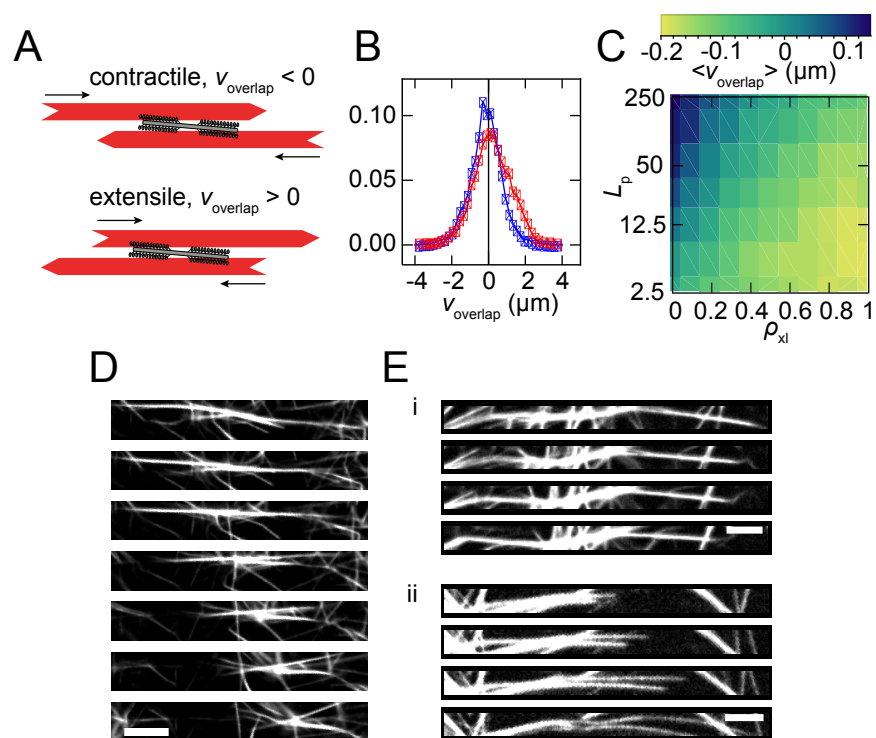 A
contractile, v_overlap < 0
extensile, v_overlap > 0
B
0.10
0.05
0.00
-4 -2 0 2 4
v_overlap (μm)
C
-0.2 -0.1 0 0.1
<v_overlap> (μm)
250
50
12.5
2.5
L_p
0 0.2 0.4 0.6 0.8 1
ρ_xl
D
E
i
ii